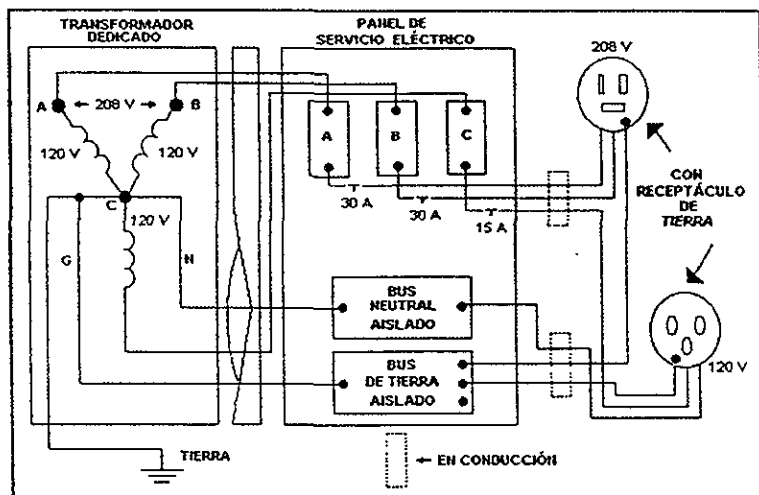 TRANSFORMADOR
DEDICADO
PANEL DE
SERVICIO ELÉCTRICO
208 V
A
208 V
B
120 V
120 V
A
B
C
C
120 V
30 A
30 A
15 A
CON
RECEPTÁCULO
DE
TIERRA
G
N
BUS
NEUTRAL
AISLADO
BUS
DE TIERRA
AISLADO
120 V
TIERRA
EN CONDUCCIÓN